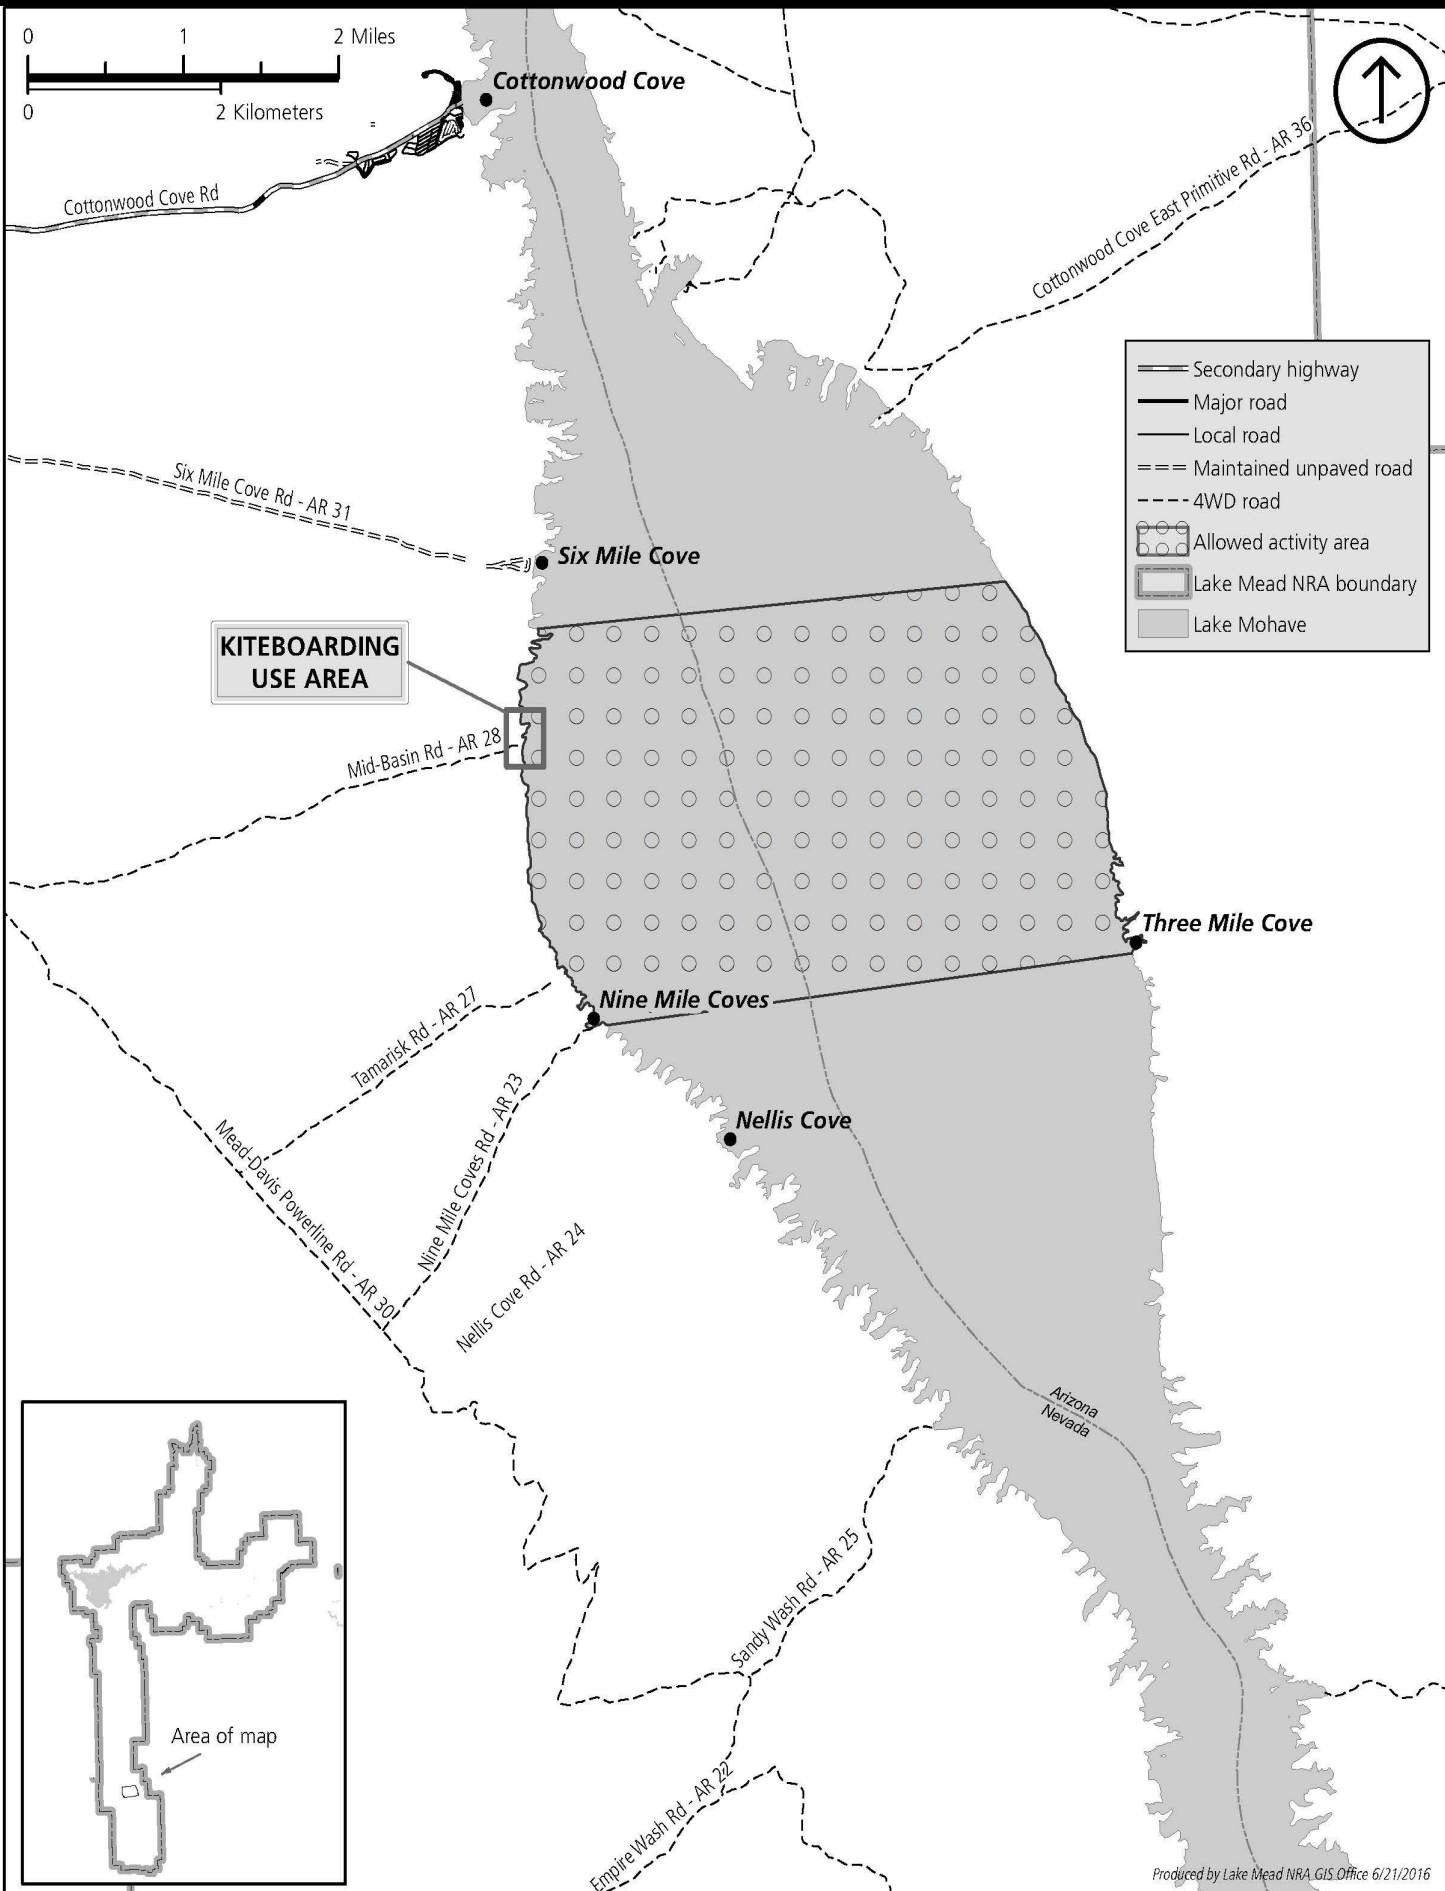 0 1 2 Miles
0 2 Kilometers
Cottonwood Cove
Cottonwood Cove Rd
Cottonwood Cove East Primitive Rd - AR 36
Secondary highway
Major road
Local road
Maintained unpaved road
4WD road
Allowed activity area
Lake Mead NRA boundary
Lake Mohave
Six Mile Cove Rd - AR 31
Six Mile Cove
KITEBOARDING
USE AREA
Mid-Basin Rd - AR 28
Three Mile Cove
Nine Mile Coves
Tamarisk Rd - AR 27
Nine Mile Coves Rd - AR 23
Nellis Cove
Mead-Davis Powerline Rd - AR 30
Nellis Cove Rd - AR 24
Arizona
Nevada
Sandy Wash Rd - AR 25
Area of map
Empire Wash Rd - AR 22
Produced by Lake Mead NRA GIS Office 6/21/2016